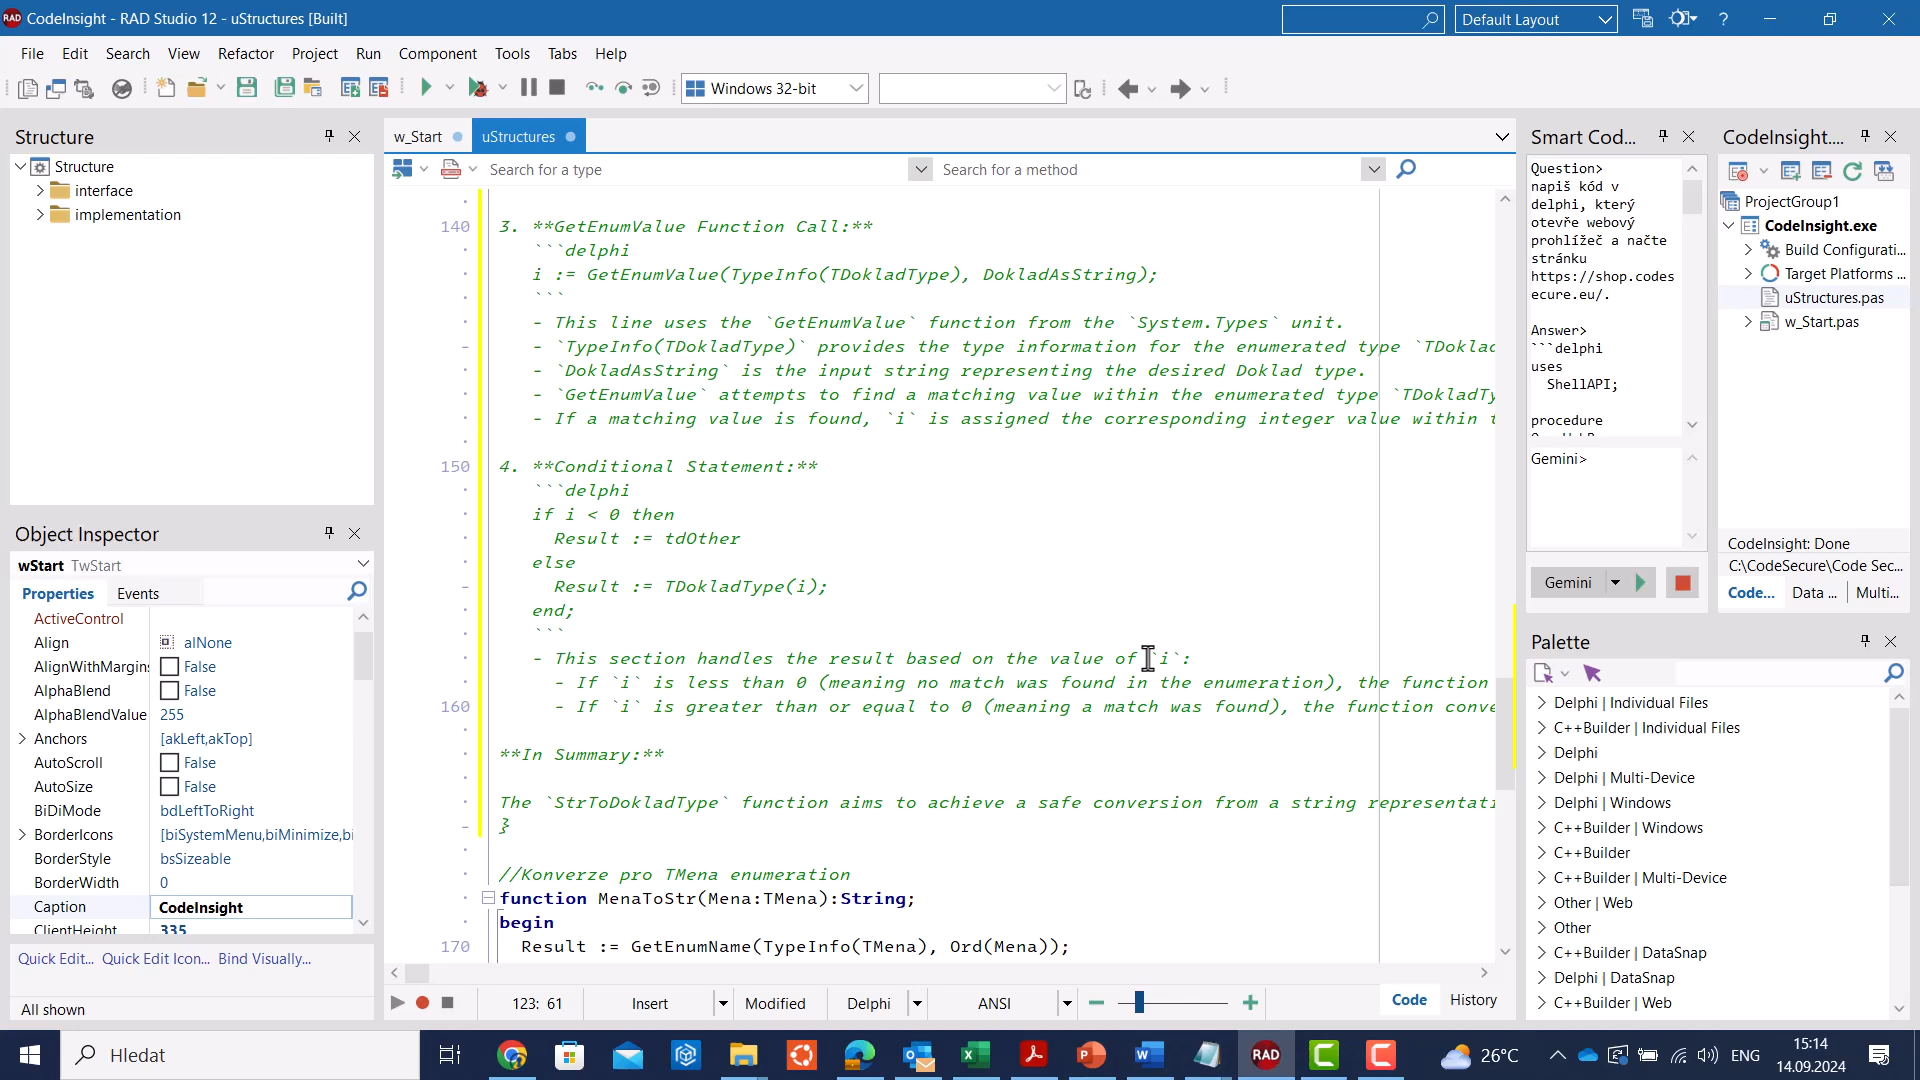 CodeInsight - RAD Studio 12 - uStructures [Built]
Default Layout
File Edit Search View Refactor Project Run Component Tools Tabs Help
Windows 32-bit
Structure
Structure
interface
implementation
Object Inspector
wStart TwStart
Properties Events
ActiveControl
Align alNone
AlignWithMargins False
AlphaBlend False
AlphaBlendValue 255
Anchors [akLeft,akTop]
AutoScroll False
AutoSize False
BiDiMode bdLeftToRight
BorderIcons [biSystemMenu,biMinimize,bi
BorderStyle bsSizeable
BorderWidth 0
Caption CodeInsight
ClientHeight 335
Quick Edit... Quick Edit Icon... Bind Visually...
All shown
w_Start uStructures
Search for a type Search for a method
140 3. **GetEnumValue Function Call:**
```delphi
i := GetEnumValue(TypeInfo(TDokladType), DokladAsString);
```
- This line uses the `GetEnumValue` function from the `System.Types` unit.
- `TypeInfo(TDokladType)` provides the type information for the enumerated type `TDoklad
- `DokladAsString` is the input string representing the desired Doklad type.
- `GetEnumValue` attempts to find a matching value within the enumerated type `TDokladTy
- If a matching value is found, `i` is assigned the corresponding integer value within t
150 4. **Conditional Statement:**
```delphi
if i < 0 then
Result := tdOther
else
Result := TDokladType(i);
end;
```
- This section handles the result based on the value of `i`:
- If `i` is less than 0 (meaning no match was found in the enumeration), the function
160 - If `i` is greater than or equal to 0 (meaning a match was found), the function conve
**In Summary:**
The `StrToDokladType` function aims to achieve a safe conversion from a string representati
}
//Konverze pro TMena enumeration
function MenaToStr(Mena:TMena):String;
begin
170 Result := GetEnumName(TypeInfo(TMena), Ord(Mena));
123: 61 Insert Modified Delphi ANSI Code History
Smart Cod...
Question>
napiš kód v
delphi, který
otevře webový
prohlížeč a načte
stránku
https://shop.codes
ecure.eu/.
Answer>
```delphi
uses
ShellAPI;
procedure
Gemini>
Gemini
CodeInsight....
ProjectGroup1
CodeInsight.exe
Build Configurati...
Target Platforms ...
uStructures.pas
w_Start.pas
CodeInsight: Done
C:\CodeSecure\Code Sec...
Code... Data ... Multi...
Palette
Delphi | Individual Files
C++Builder | Individual Files
Delphi
Delphi | Multi-Device
Delphi | Windows
C++Builder | Windows
C++Builder
C++Builder | Multi-Device
Other | Web
Other
C++Builder | DataSnap
Delphi | DataSnap
C++Builder | Web
Hledat
RAD
26°C
ENG
15:14
14.09.2024